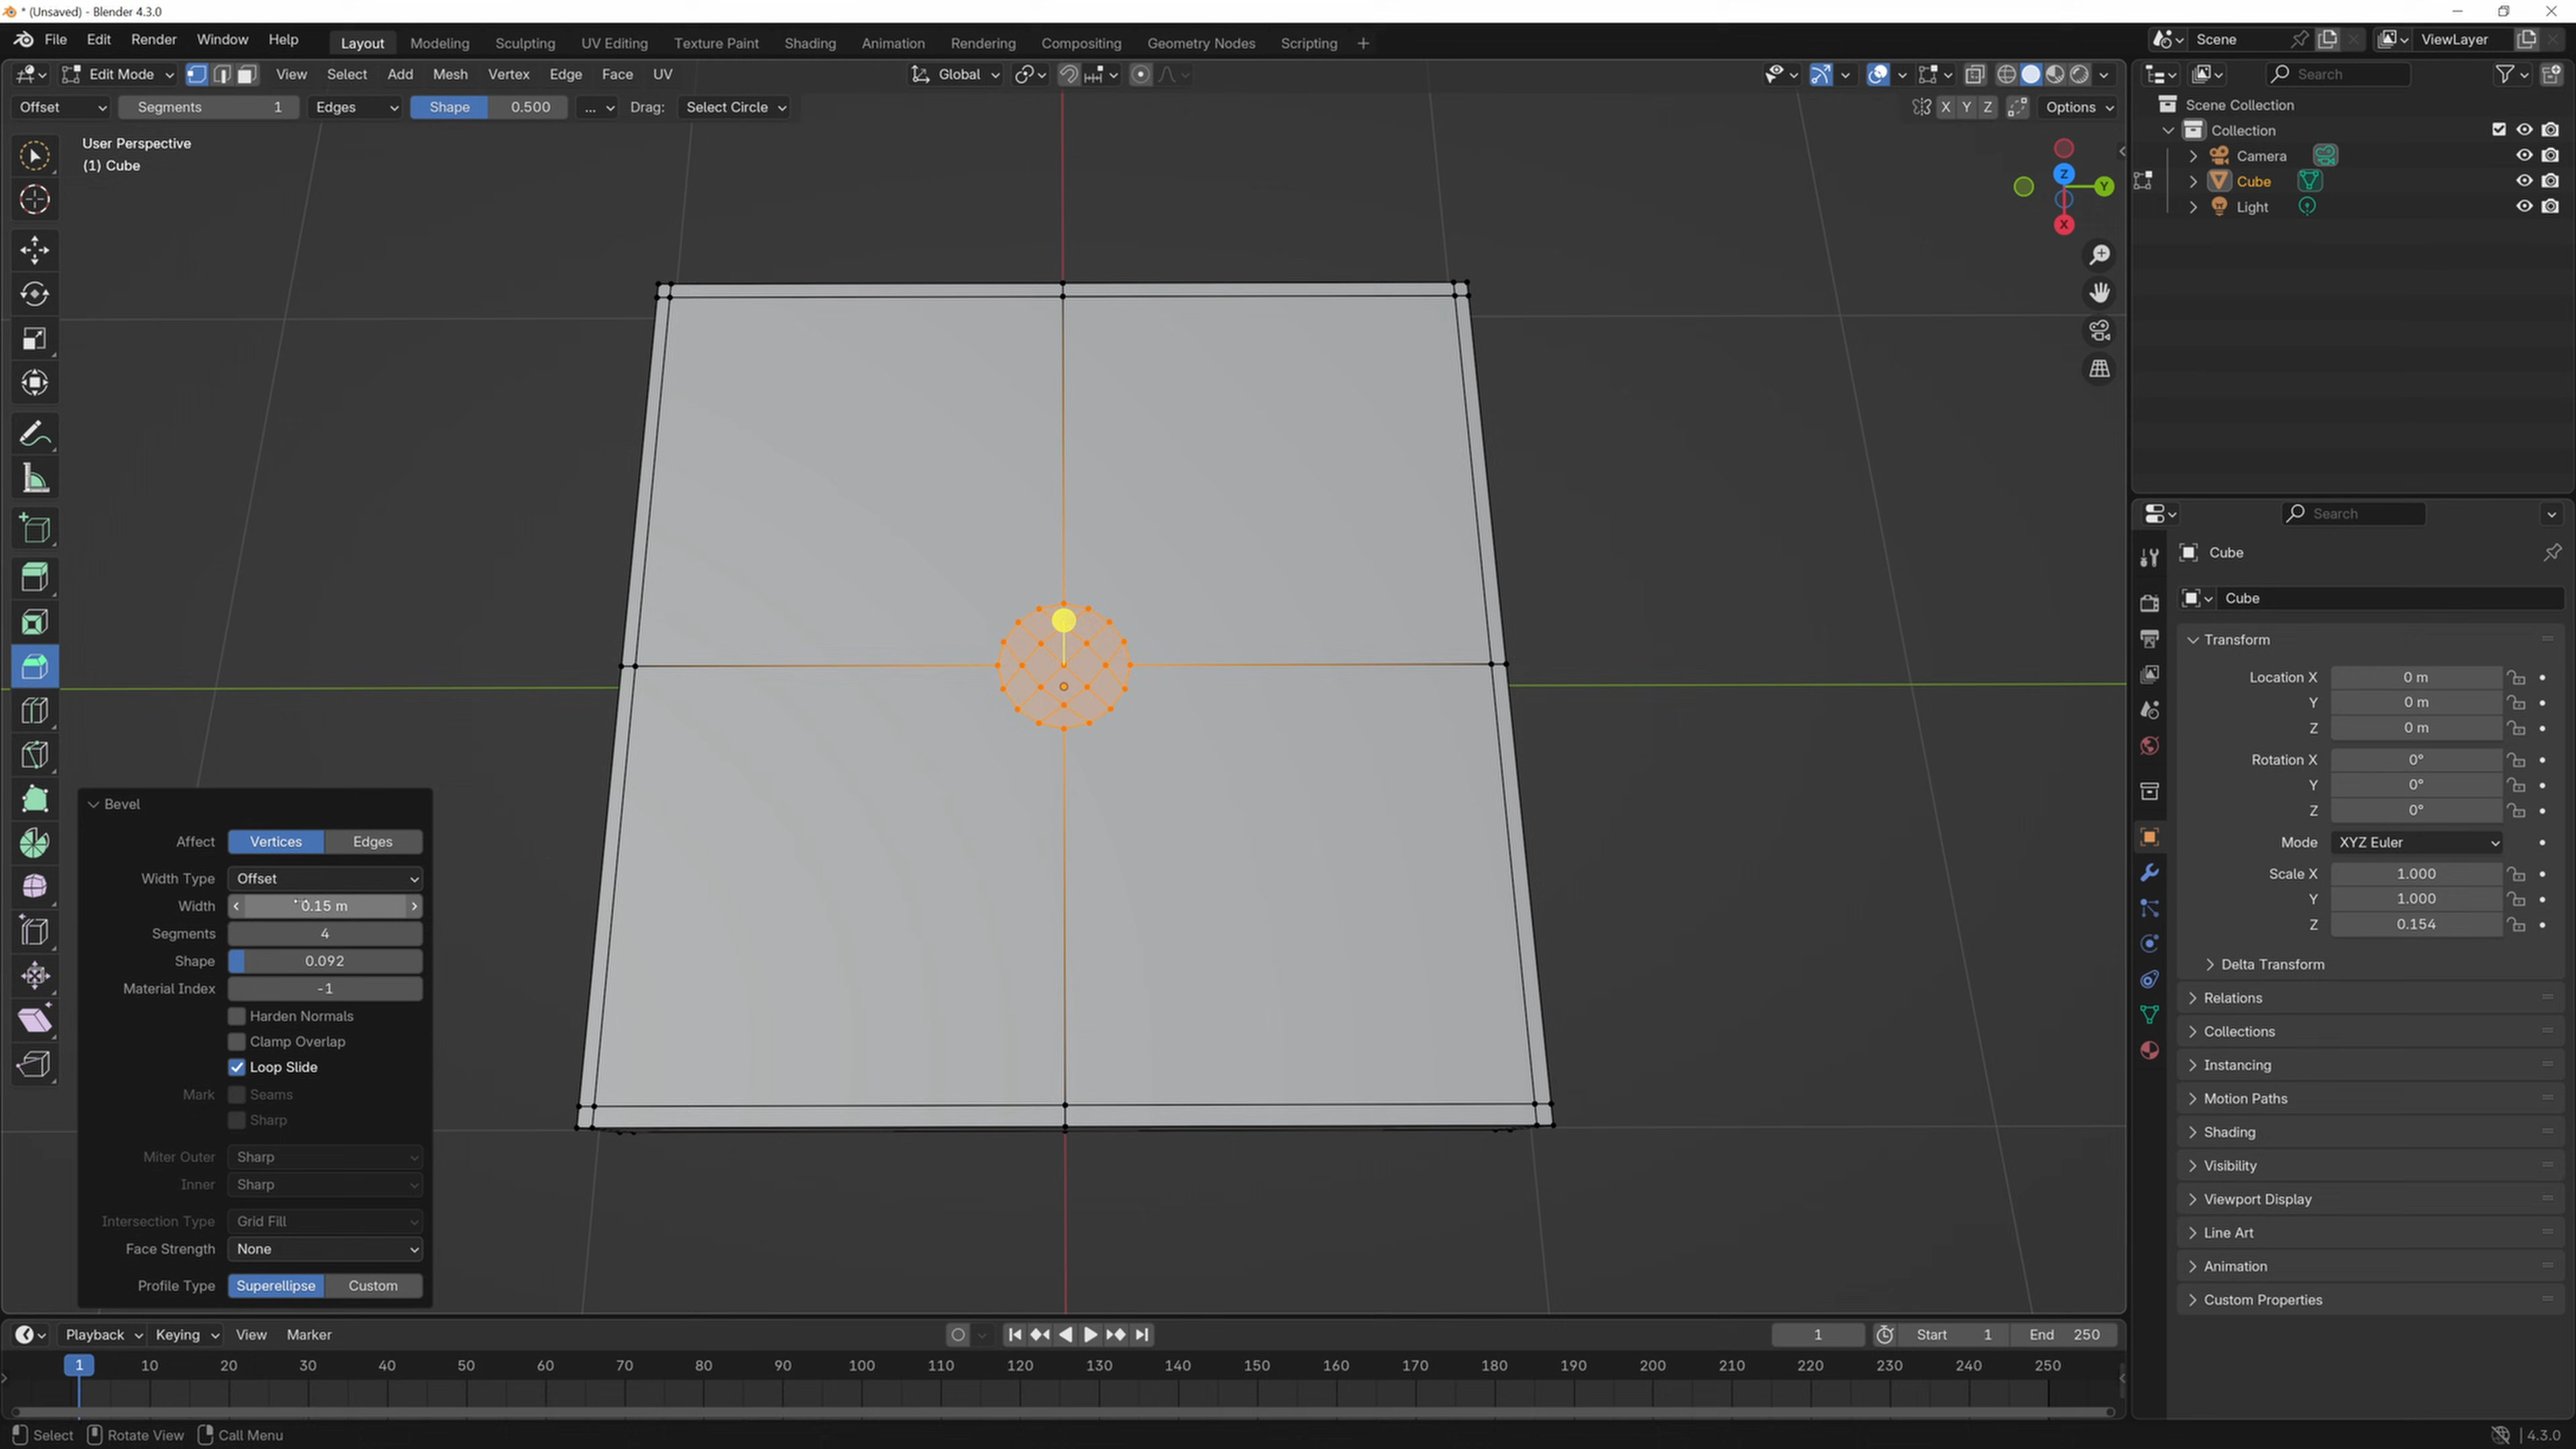 * (Unsaved) - Blender 4.3.0
File Edit Render Window Help Layout Modeling Sculpting UV Editing Texture Paint Shading Animation Rendering Compositing Geometry Nodes Scripting + Scene ViewLayer
Edit Mode View Select Add Mesh Vertex Edge Face UV Global Search
Offset Segments 1 Edges Shape 0.500 ... Drag: Select Circle X Y Z Options
Scene Collection
Collection
Camera
Cube
Light
User Perspective
(1) Cube
Z
Y
X
Search
Cube
Cube
Transform
Location X 0 m
Y 0 m
Z 0 m
Rotation X 0°
Y 0°
Z 0°
Mode XYZ Euler
Scale X 1.000
Y 1.000
Z 0.154
Delta Transform
Relations
Collections
Instancing
Motion Paths
Shading
Visibility
Viewport Display
Line Art
Animation
Custom Properties
Bevel
Affect Vertices Edges
Width Type Offset
Width 0.15 m
Segments 4
Shape 0.092
Material Index -1
Harden Normals
Clamp Overlap
Loop Slide
Mark Seams
Sharp
Miter Outer Sharp
Inner Sharp
Intersection Type Grid Fill
Face Strength None
Profile Type Superellipse Custom
Playback Keying View Marker 1 Start 1 End 250
1 10 20 30 40 50 60 70 80 90 100 110 120 130 140 150 160 170 180 190 200 210 220 230 240 250
Select Rotate View Call Menu 4.3.0